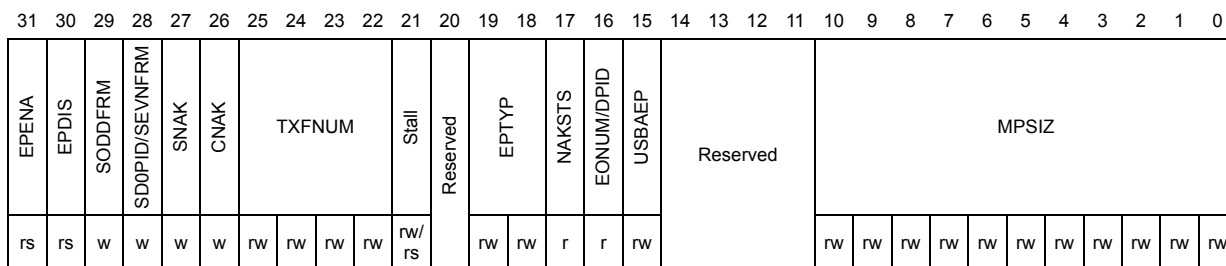 31 30 29 28 27 26 25 24 23 22 21 20 19 18 17 16 15 14 13 12 11 10 9 8 7 6 5 4 3 2 1 0
EPENA EPDIS SODDFRM SD0PID/SEVNFRM SNAK CNAK TXFNUM Stall Reserved EPTYP NAKSTS EONUM/DPID USBAEP Reserved MPSIZ
rs rs w w w w rw rw rw rw rw/ rw rw r r rw rw rw rw rw rw rw rw rw rw rw rw
rs